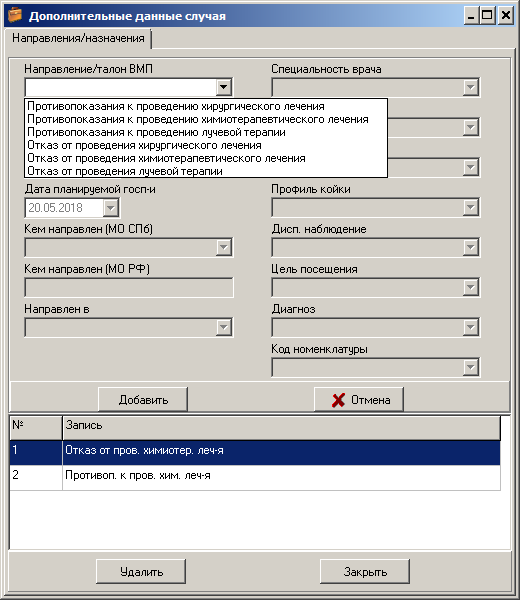 Дополнительные данные случая
Направления/назначения
Направление/талон ВМП
Специальность врача
Противопоказания к проведению хирургического лечения
Противопоказания к проведению химиотерапевтического лечения
Противопоказания к проведению лучевой терапии
Отказ от проведения хирургического лечения
Отказ от проведения химиотерапевтического лечения
Отказ от проведения лучевой терапии
Дата планируемой госп-и
Профиль койки
20.05.2018
Кем направлен (МО СПб)
Дисп. наблюдение
Кем направлен (МО РФ)
Цель посещения
Направлен в
Диагноз
Код номенклатуры
Добавить
Отмена
№ Запись
1 Отказ от пров. химиотер. леч-я
2 Противоп. к пров. хим. леч-я
Удалить
Закрыть